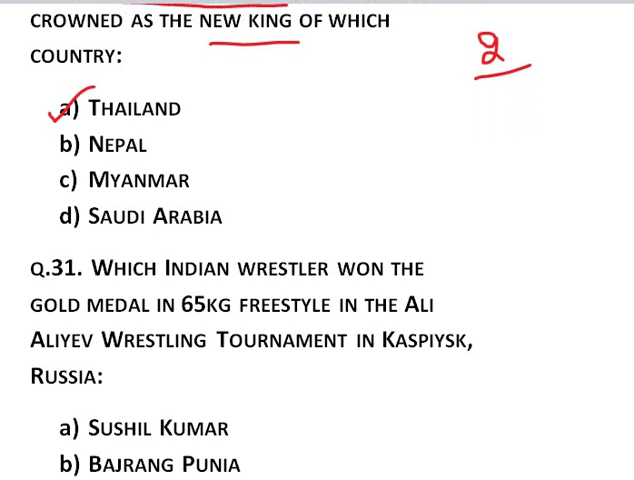 CROWNED AS THE NEW KING OF WHICH
COUNTRY:
2
a) THAILAND
b) NEPAL
c) MYANMAR
d) SAUDI ARABIA
Q.31. WHICH INDIAN WRESTLER WON THE
GOLD MEDAL IN 65KG FREESTYLE IN THE ALI
ALIYEV WRESTLING TOURNAMENT IN KASPIYSK,
RUSSIA:
a) SUSHIL KUMAR
b) BAJRANG PUNIA